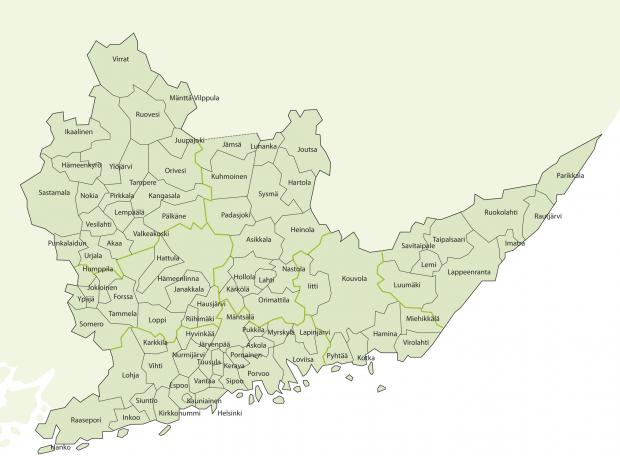 Virrat
Mänttä-Vilppula
Ruovesi
Ikaalinen
Juupajoki
Jämsä
Luhanka
Joutsa
Hämeenkyrö
Ylöjärvi
Orivesi
Kuhmoinen
Parikkala
Tampere
Hartola
Sastamala
Nokia
Pirkkala
Kangasala
Sysmä
Lempäälä
Pälkäne
Padasjoki
Ruokolahti
Rautjärvi
Vesilahti
Valkeakoski
Heinola
Punkalaidun
Akaa
Asikkala
Taipalsaari
Imatra
Savitaipale
Urjala
Hattula
Lemi
Humppila
Nastola
Lappeenranta
Hämeenlinna
Hollola
Lahti
Kouvola
Jokioinen
Janakkala
Kärkölä
Iitti
Luumäki
Ypäjä
Forssa
Orimattila
Hausjärvi
Tammela
Loppi
Riihimäki
Mäntsälä
Miehikkälä
Somero
Hyvinkää
Pukkila
Myrskylä
Lapinjärvi
Hamina
Karkkila
Järvenpää
Askola
Virolahti
Nurmijärvi
Pornainen
Loviisa
Pyhtää
Kotka
Vihti
Tuusula
Kerava
Lohja
Espoo
Vantaa
Sipoo
Porvoo
Siuntio
Kauniainen
Raasepori
Inkoo
Kirkkonummi
Helsinki
Hanko